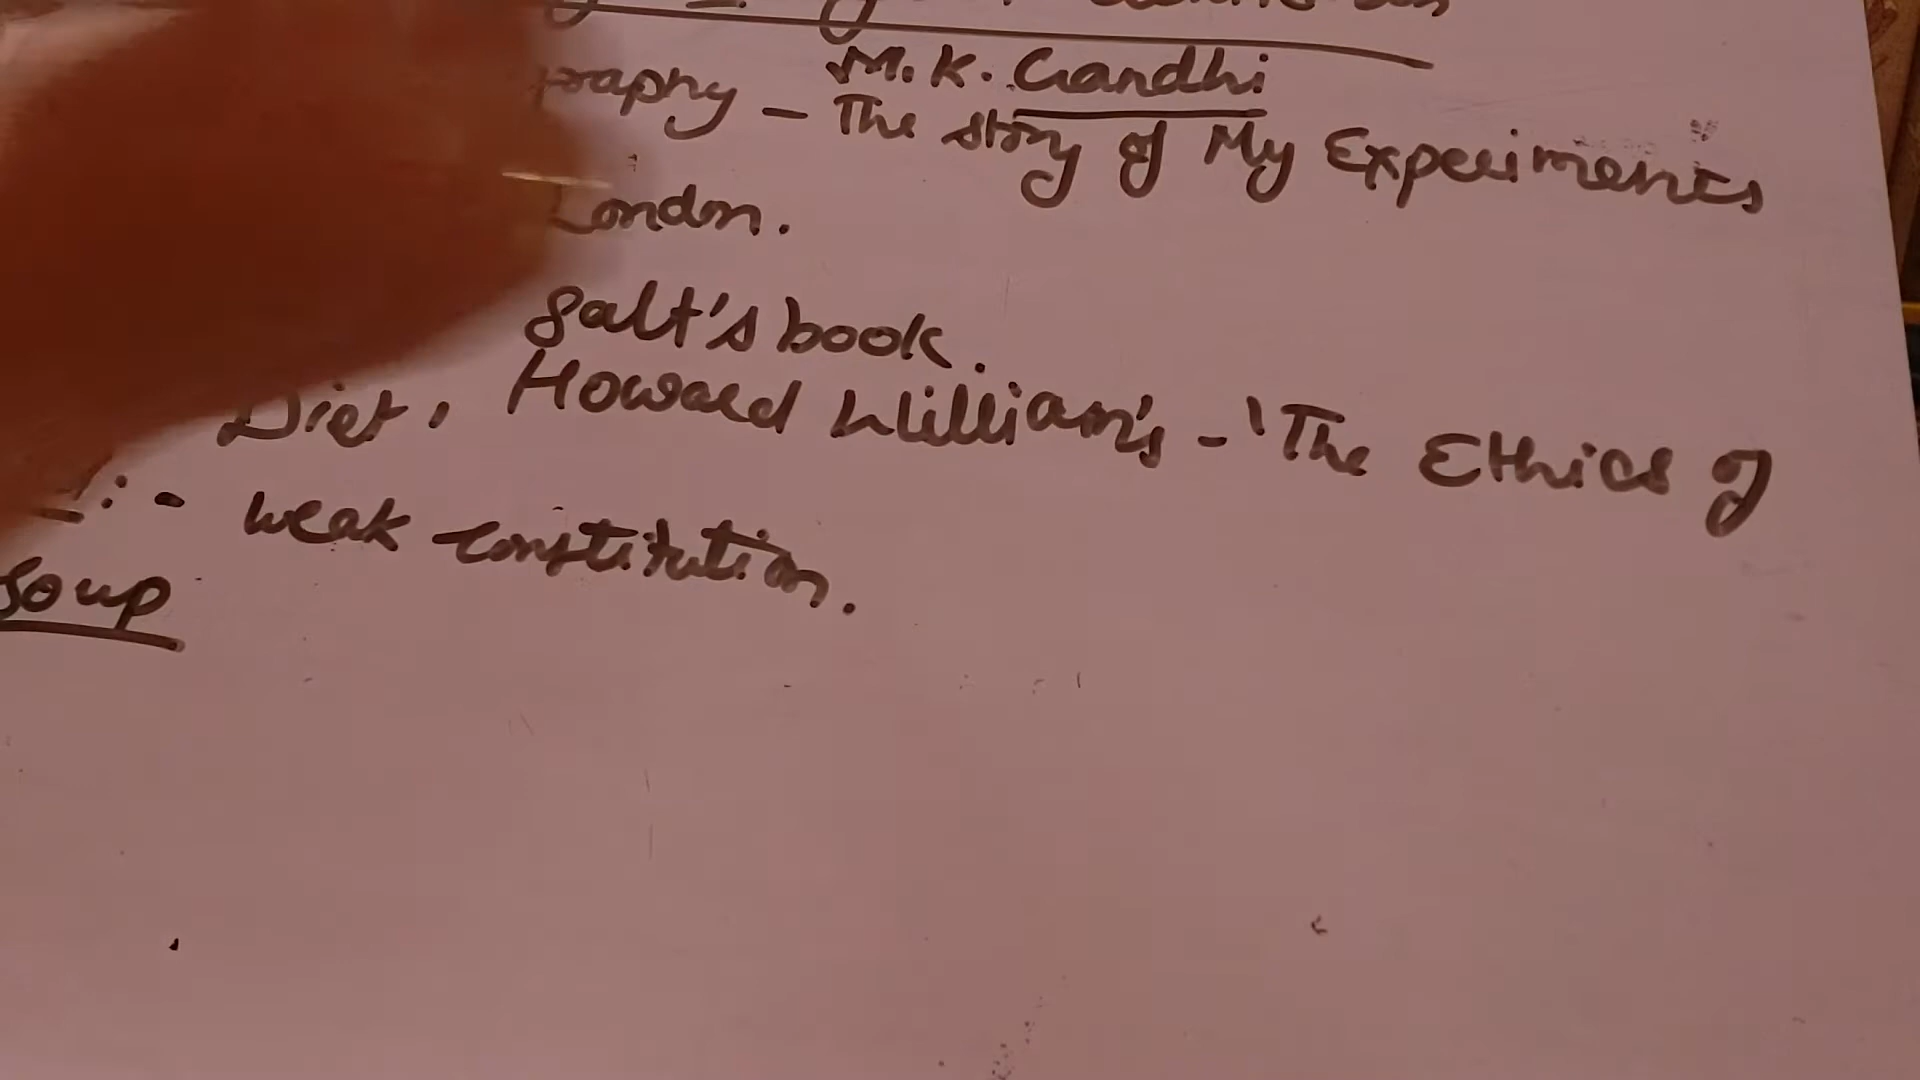 M. K. Gandhi
raphy – The story of My Experiments
London.
Salt's book.
Howard William's - 'The Ethics of
Diet,
:- weak constitution.
Soup